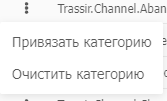 Trassir.Channel.Aban
Привязать категорию
Очистить категорию